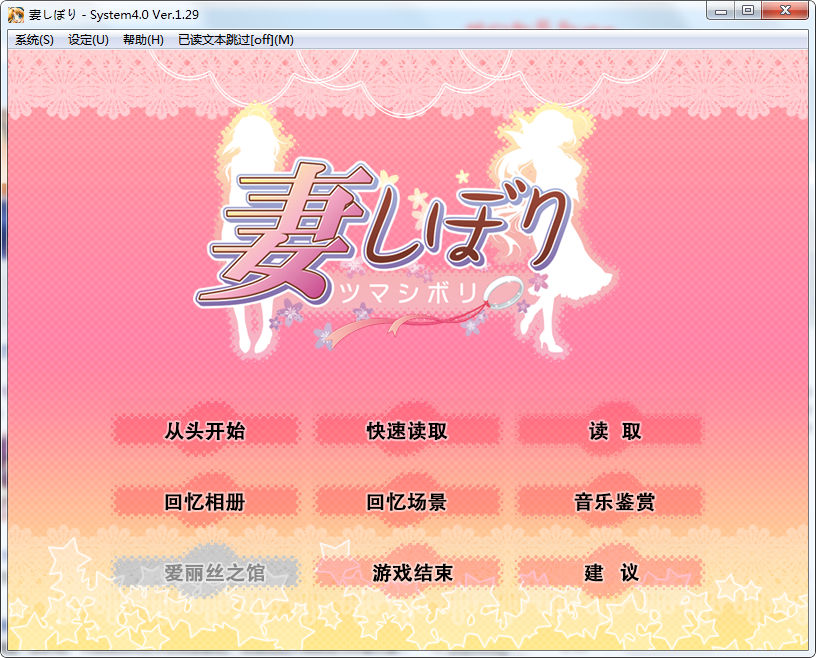 妻しぼり - System4.0 Ver.1.29
系统(S) 设定(U) 帮助(H) 已读文本跳过[off](M)
妻しぼり
ツマシボリ
从头开始 快速读取 读 取
回忆相册 回忆场景 音乐鉴赏
爱丽丝之馆 游戏结束 建 议